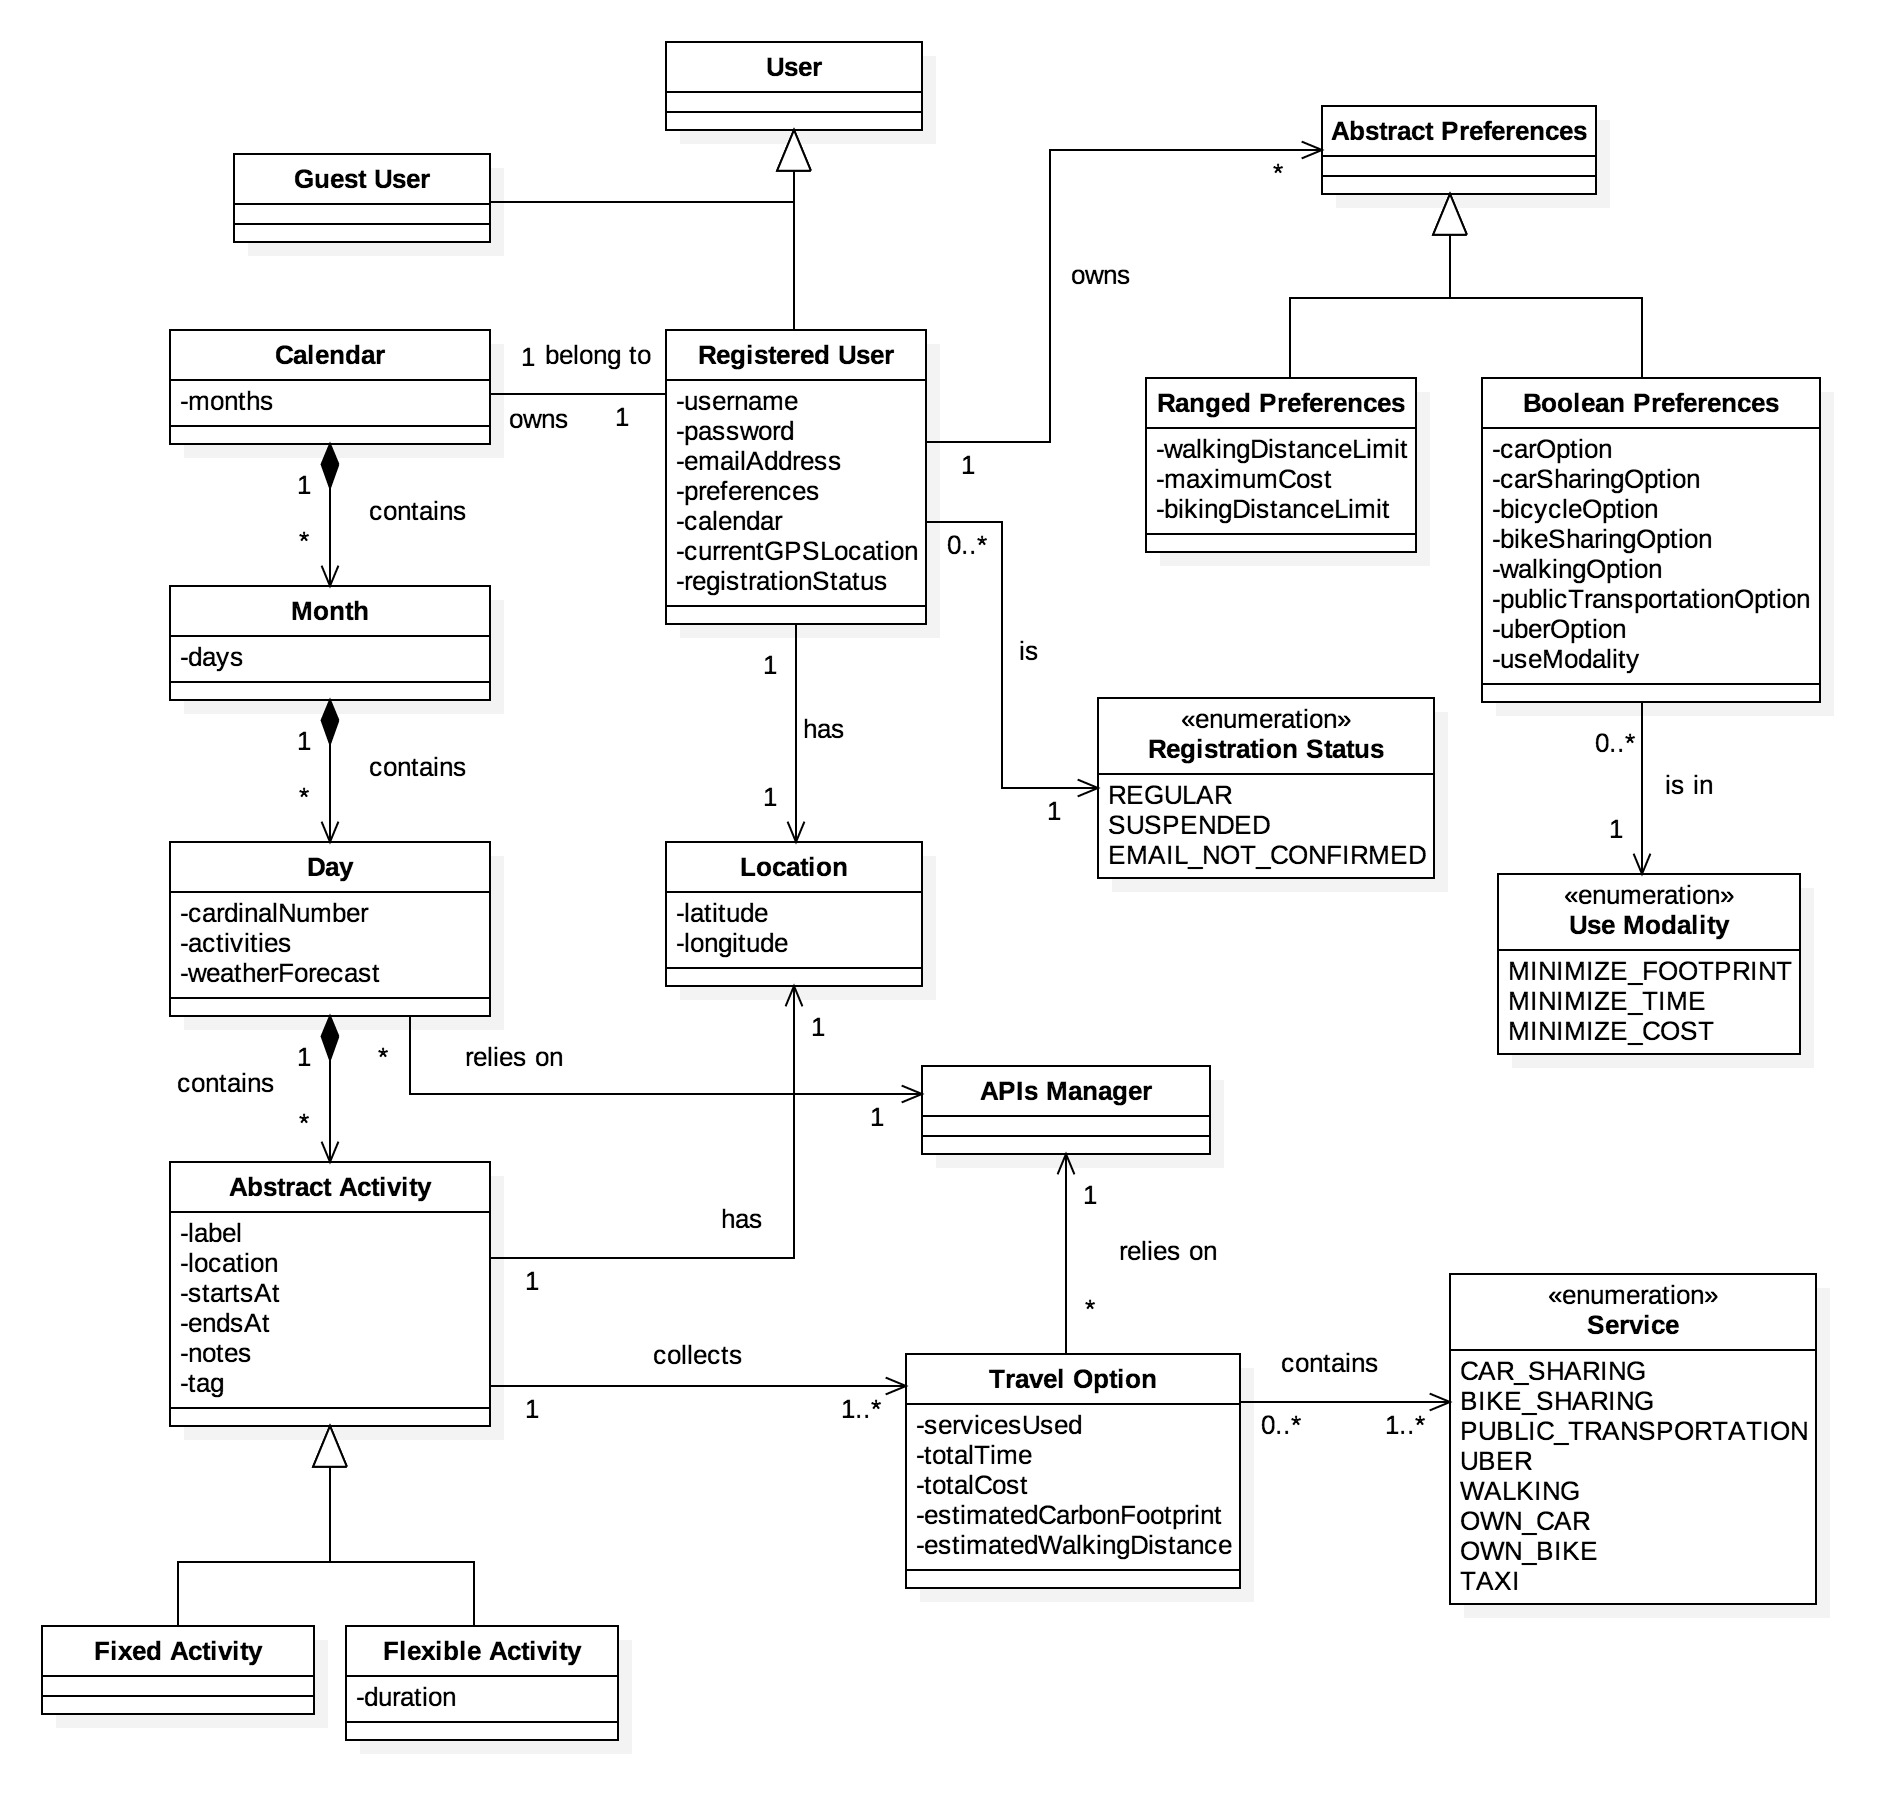 User
Guest User
Abstract Preferences
*
owns
Calendar
-months
1 belong to
owns 1
Registered User
-username
-password
-emailAddress
-preferences
-calendar
-currentGPSLocation
-registrationStatus
1
0..*
Ranged Preferences
-walkingDistanceLimit
-maximumCost
-bikingDistanceLimit
Boolean Preferences
-carOption
-carSharingOption
-bicycleOption
-bikeSharingOption
-walkingOption
-publicTransportationOption
-uberOption
-useModality
1
contains
*
Month
-days
1
has
1
is
1
«enumeration»
Registration Status
REGULAR
SUSPENDED
EMAIL_NOT_CONFIRMED
0..*
is in
1
«enumeration»
Use Modality
MINIMIZE_FOOTPRINT
MINIMIZE_TIME
MINIMIZE_COST
1
contains
*
Day
-cardinalNumber
-activities
-weatherForecast
Location
-latitude
-longitude
1
1
contains
*
*
relies on
1
APIs Manager
Abstract Activity
-label
-location
-startsAt
-endsAt
-notes
-tag
has
1
1
relies on
*
collects
1
1..*
Travel Option
-servicesUsed
-totalTime
-totalCost
-estimatedCarbonFootprint
-estimatedWalkingDistance
contains
0..*
1..*
«enumeration»
Service
CAR_SHARING
BIKE_SHARING
PUBLIC_TRANSPORTATION
UBER
WALKING
OWN_CAR
OWN_BIKE
TAXI
Fixed Activity
Flexible Activity
-duration